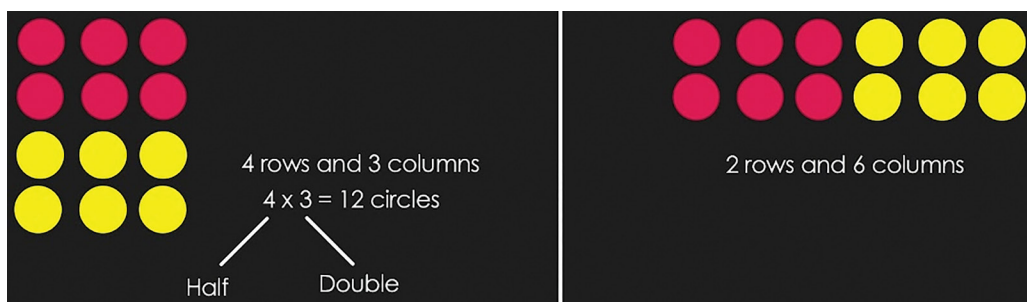 4 rows and 3 columns
4 x 3 = 12 circles
Half
Double
2 rows and 6 columns